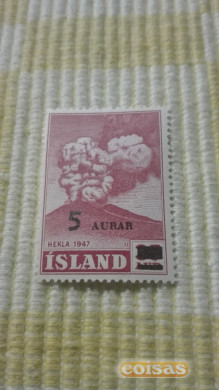 5 AURAR
HEKLA 1947
ÍSLAND
coisas